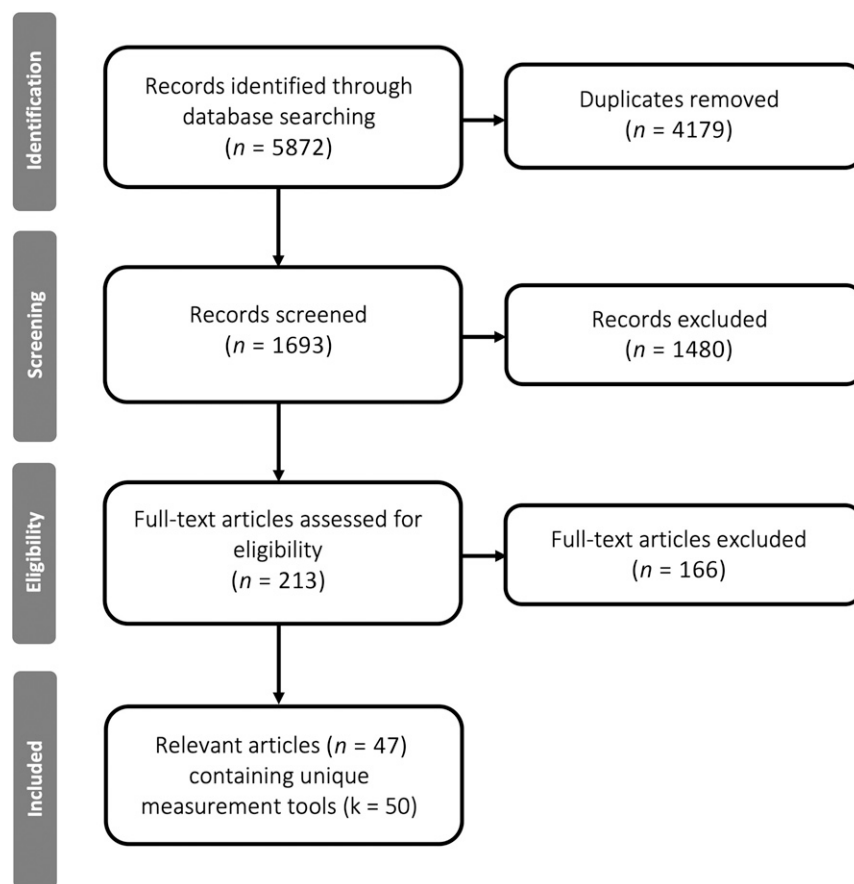 Identification
Records identified through
database searching
(n = 5872)
Duplicates removed
(n = 4179)
Screening
Records screened
(n = 1693)
Records excluded
(n = 1480)
Eligibility
Full-text articles assessed for
eligibility
(n = 213)
Full-text articles excluded
(n = 166)
Included
Relevant articles (n = 47)
containing unique
measurement tools (k = 50)